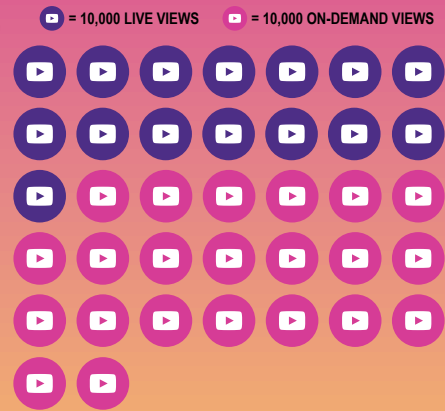 = 10,000 LIVE VIEWS = 10,000 ON-DEMAND VIEWS